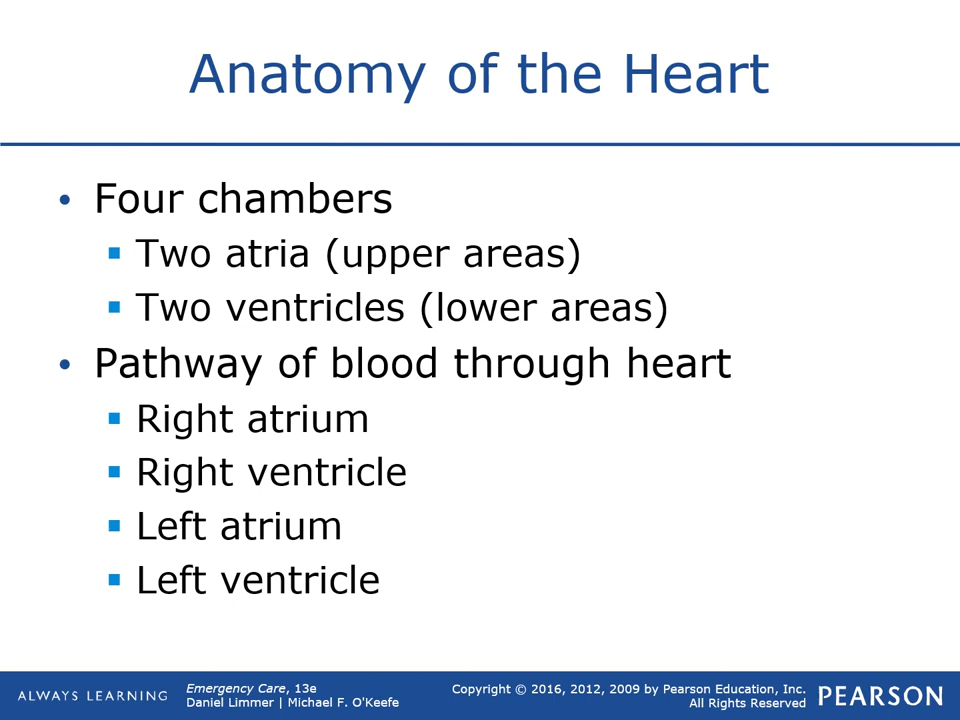 Anatomy of the Heart
• Four chambers
▪ Two atria (upper areas)
▪ Two ventricles (lower areas)
• Pathway of blood through heart
▪ Right atrium
▪ Right ventricle
▪ Left atrium
▪ Left ventricle
ALWAYS LEARNING
Emergency Care, 13e
Daniel Limmer | Michael F. O'Keefe
Copyright © 2016, 2012, 2009 by Pearson Education, Inc.
All Rights Reserved
PEARSON